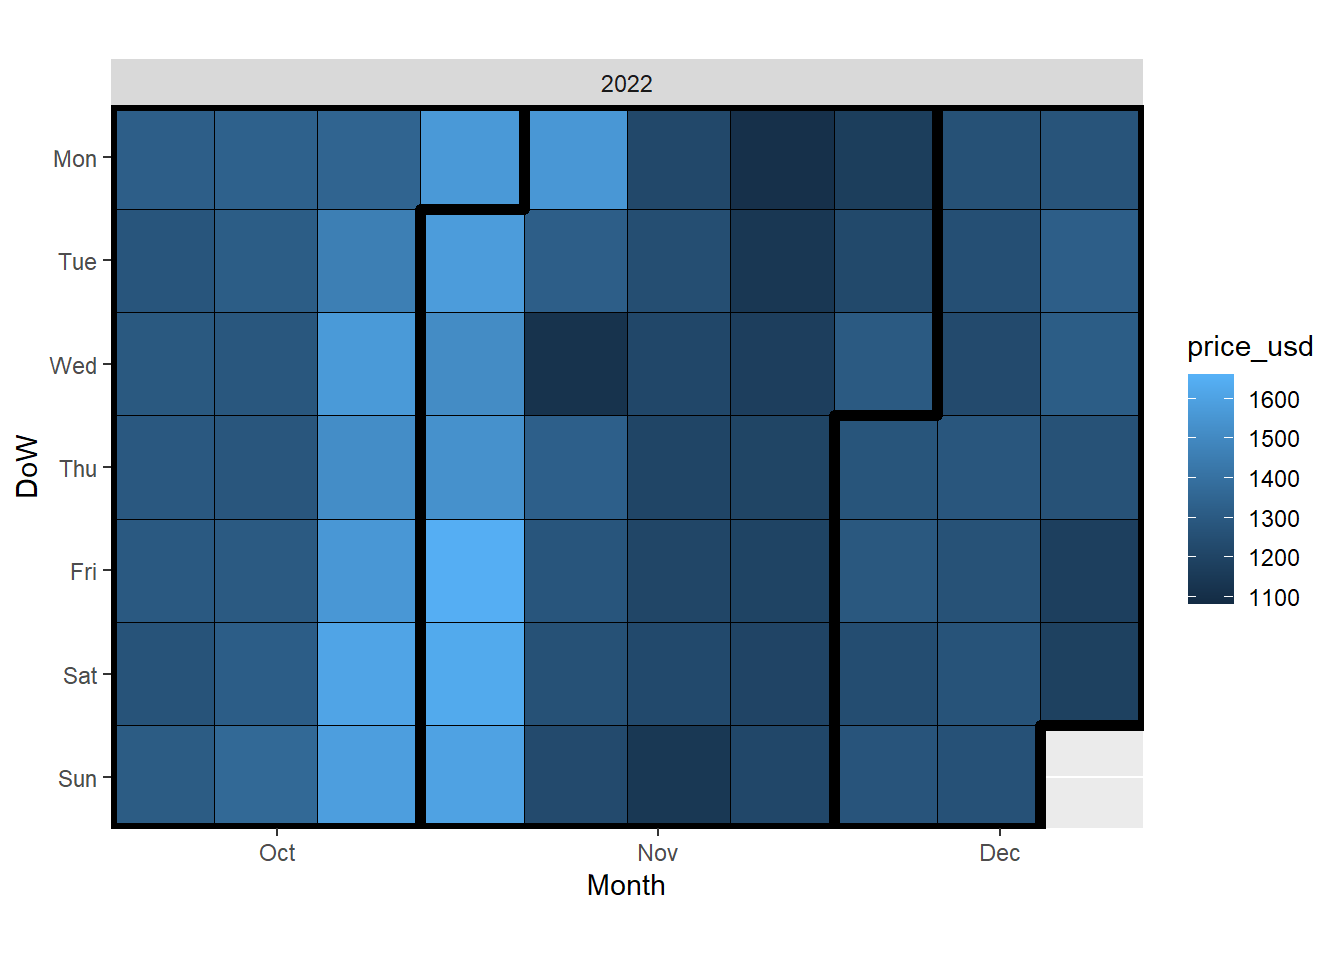 2022
Mon
Tue
Wed
Thu
Fri
Sat
Sun
DoW
Oct
Nov
Dec
Month
price_usd
1600
1500
1400
1300
1200
1100